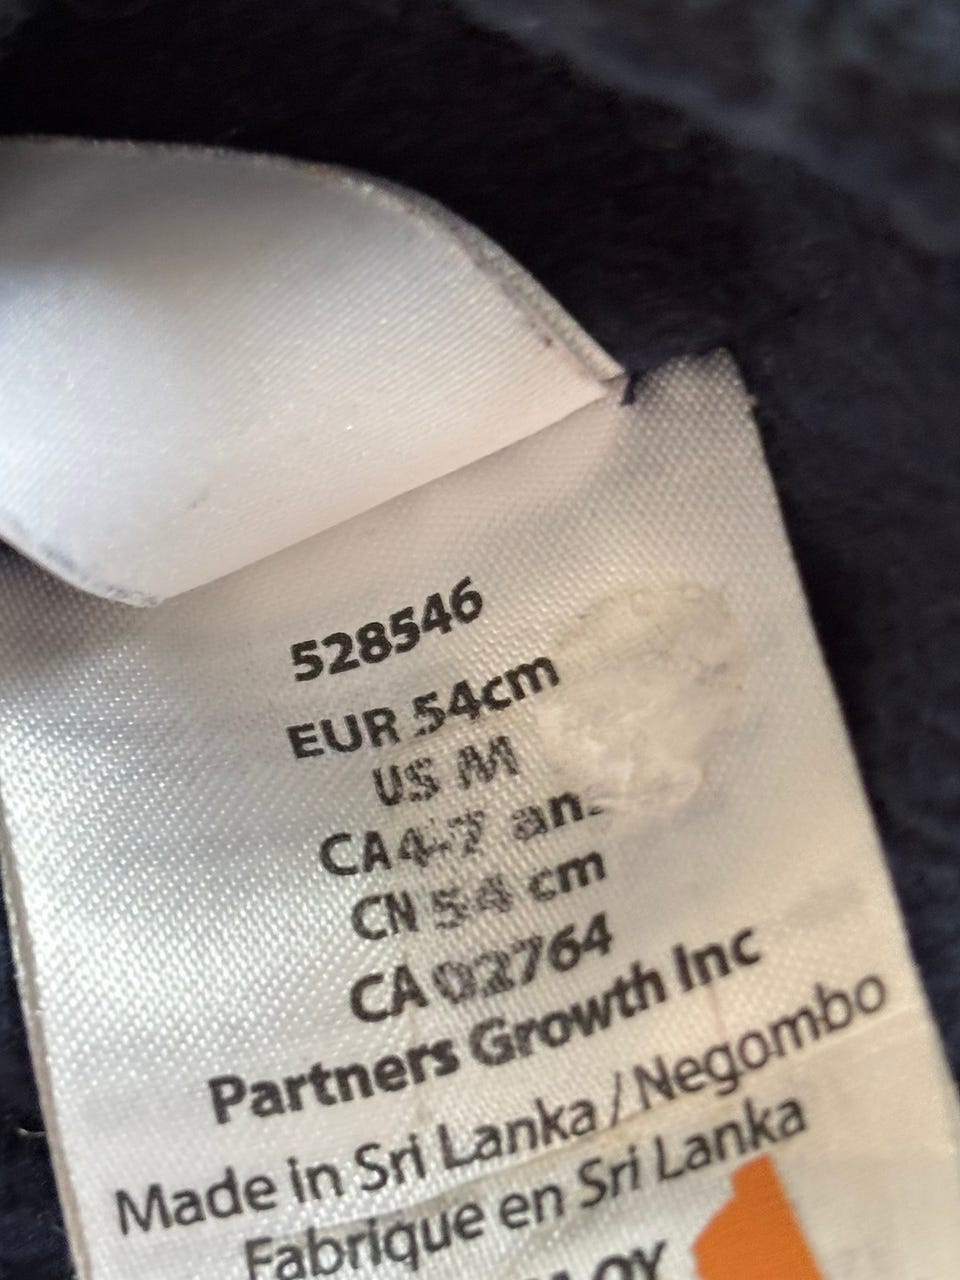 528546
EUR 54cm
US M
CA 4-7 an
CN 54 cm
CA 02764
Partners Growth Inc
Made in Sri Lanka / Negombo
Fabrique en Sri Lanka